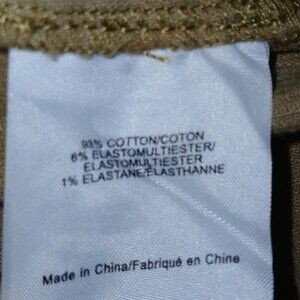 93% COTTON/COTON
6% ELASTOMULTIESTER/
ELASTOMULTIESTER
1% ELASTANE/ELASTHANNE
Made in China/Fabriqué en Chine